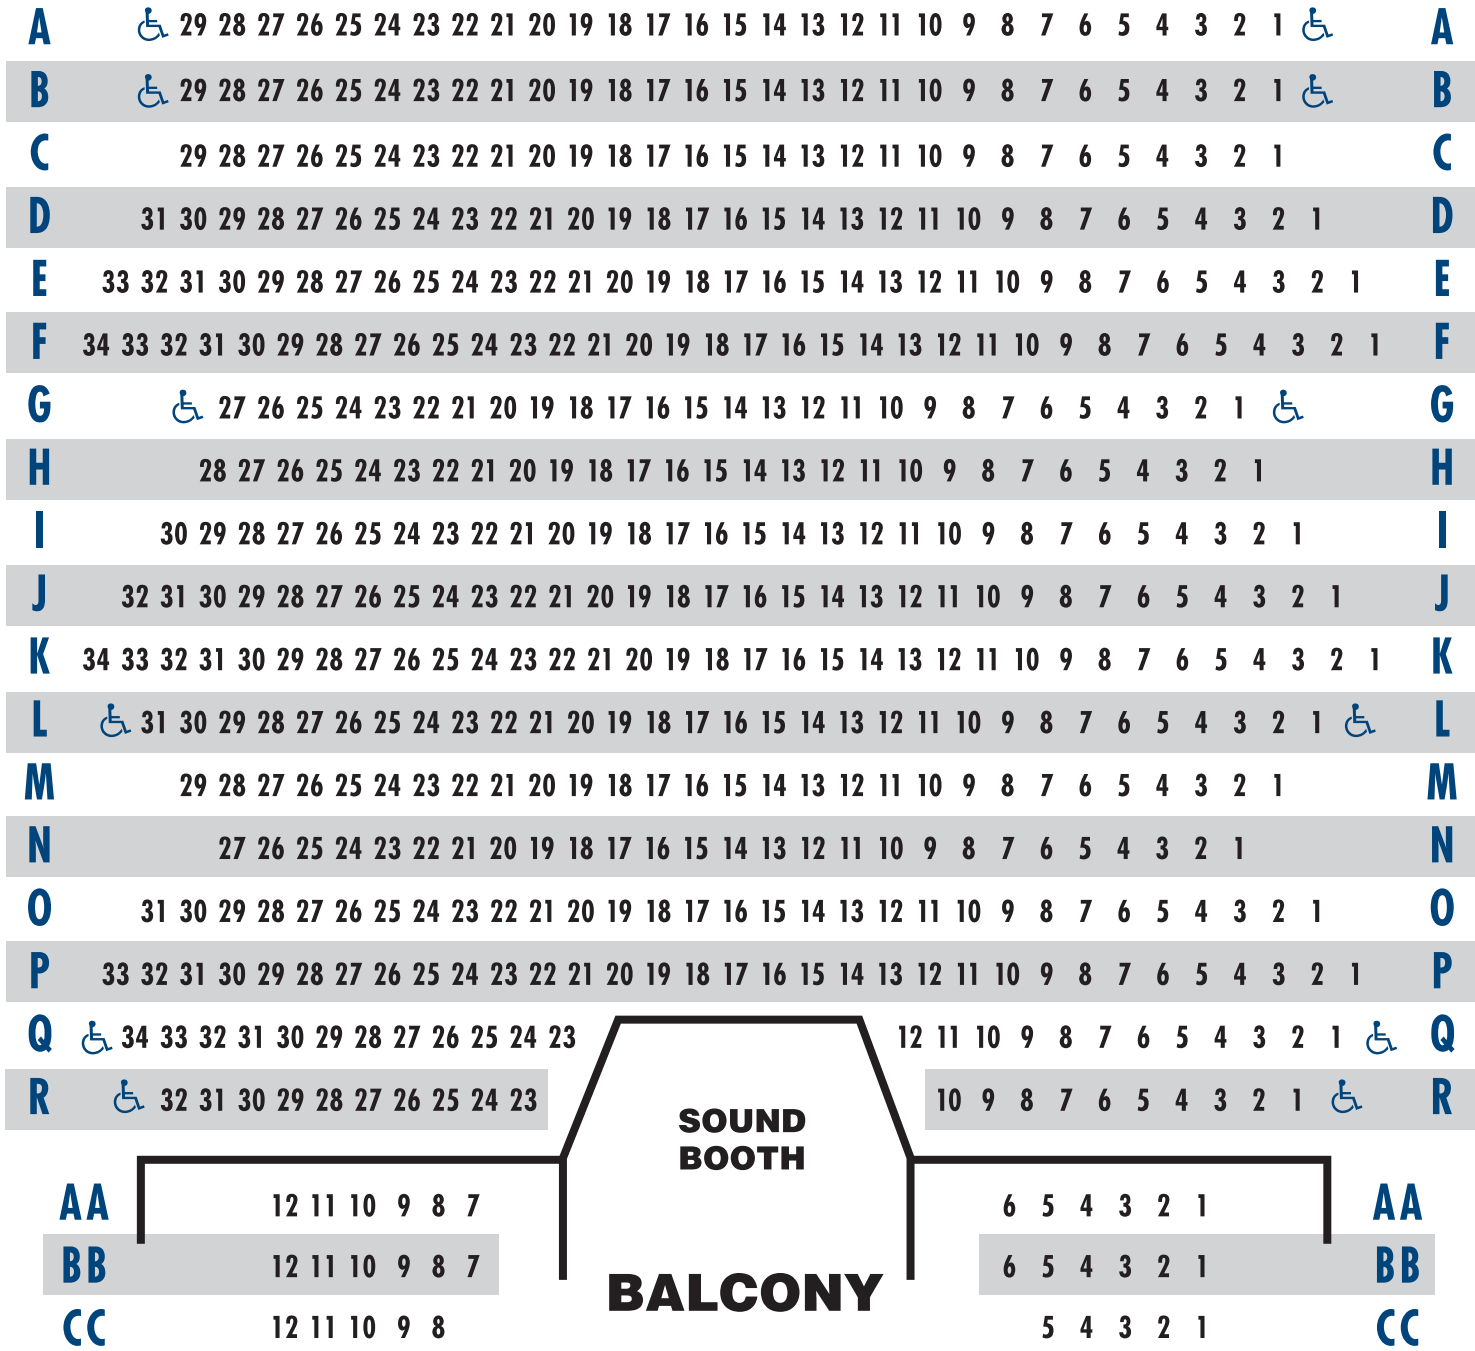 A 29 28 27 26 25 24 23 22 21 20 19 18 17 16 15 14 13 12 11 10 9 8 7 6 5 4 3 2 1 A
B 29 28 27 26 25 24 23 22 21 20 19 18 17 16 15 14 13 12 11 10 9 8 7 6 5 4 3 2 1 B
C 29 28 27 26 25 24 23 22 21 20 19 18 17 16 15 14 13 12 11 10 9 8 7 6 5 4 3 2 1 C
D 31 30 29 28 27 26 25 24 23 22 21 20 19 18 17 16 15 14 13 12 11 10 9 8 7 6 5 4 3 2 1 D
E 33 32 31 30 29 28 27 26 25 24 23 22 21 20 19 18 17 16 15 14 13 12 11 10 9 8 7 6 5 4 3 2 1 E
F 34 33 32 31 30 29 28 27 26 25 24 23 22 21 20 19 18 17 16 15 14 13 12 11 10 9 8 7 6 5 4 3 2 1 F
G 27 26 25 24 23 22 21 20 19 18 17 16 15 14 13 12 11 10 9 8 7 6 5 4 3 2 1 G
H 28 27 26 25 24 23 22 21 20 19 18 17 16 15 14 13 12 11 10 9 8 7 6 5 4 3 2 1 H
I 30 29 28 27 26 25 24 23 22 21 20 19 18 17 16 15 14 13 12 11 10 9 8 7 6 5 4 3 2 1 I
J 32 31 30 29 28 27 26 25 24 23 22 21 20 19 18 17 16 15 14 13 12 11 10 9 8 7 6 5 4 3 2 1 J
K 34 33 32 31 30 29 28 27 26 25 24 23 22 21 20 19 18 17 16 15 14 13 12 11 10 9 8 7 6 5 4 3 2 1 K
L 31 30 29 28 27 26 25 24 23 22 21 20 19 18 17 16 15 14 13 12 11 10 9 8 7 6 5 4 3 2 1 L
M 29 28 27 26 25 24 23 22 21 20 19 18 17 16 15 14 13 12 11 10 9 8 7 6 5 4 3 2 1 M
N 27 26 25 24 23 22 21 20 19 18 17 16 15 14 13 12 11 10 9 8 7 6 5 4 3 2 1 N
O 31 30 29 28 27 26 25 24 23 22 21 20 19 18 17 16 15 14 13 12 11 10 9 8 7 6 5 4 3 2 1 O
P 33 32 31 30 29 28 27 26 25 24 23 22 21 20 19 18 17 16 15 14 13 12 11 10 9 8 7 6 5 4 3 2 1 P
Q 34 33 32 31 30 29 28 27 26 25 24 23 12 11 10 9 8 7 6 5 4 3 2 1 Q
R 32 31 30 29 28 27 26 25 24 23 10 9 8 7 6 5 4 3 2 1 R
SOUND
BOOTH
AA 12 11 10 9 8 7 6 5 4 3 2 1 AA
BB 12 11 10 9 8 7 6 5 4 3 2 1 BB
BALCONY
CC 12 11 10 9 8 5 4 3 2 1 CC